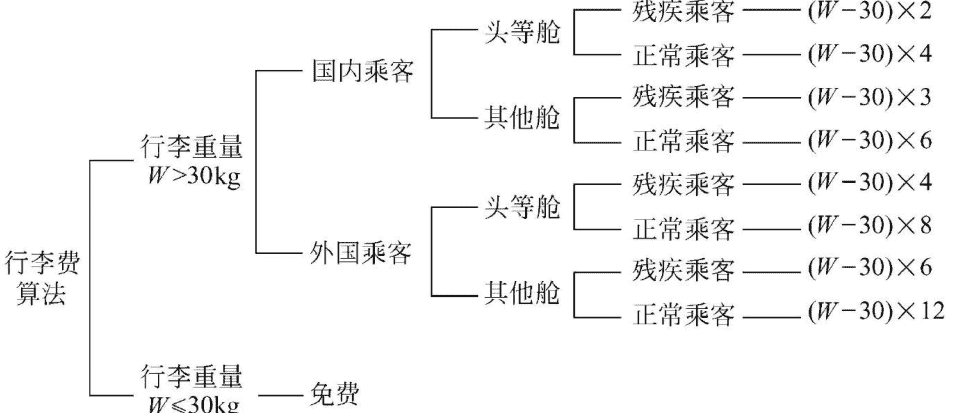 残疾乘客 (W-30)×2
头等舱
正常乘客 (W-30)×4
国内乘客
残疾乘客 (W-30)×3
其他舱
正常乘客 (W-30)×6
行李重量
W>30kg
残疾乘客 (W-30)×4
头等舱
正常乘客 (W-30)×8
外国乘客
残疾乘客 (W-30)×6
其他舱
正常乘客 (W-30)×12
行李费
算法
行李重量
W≤30kg
免费